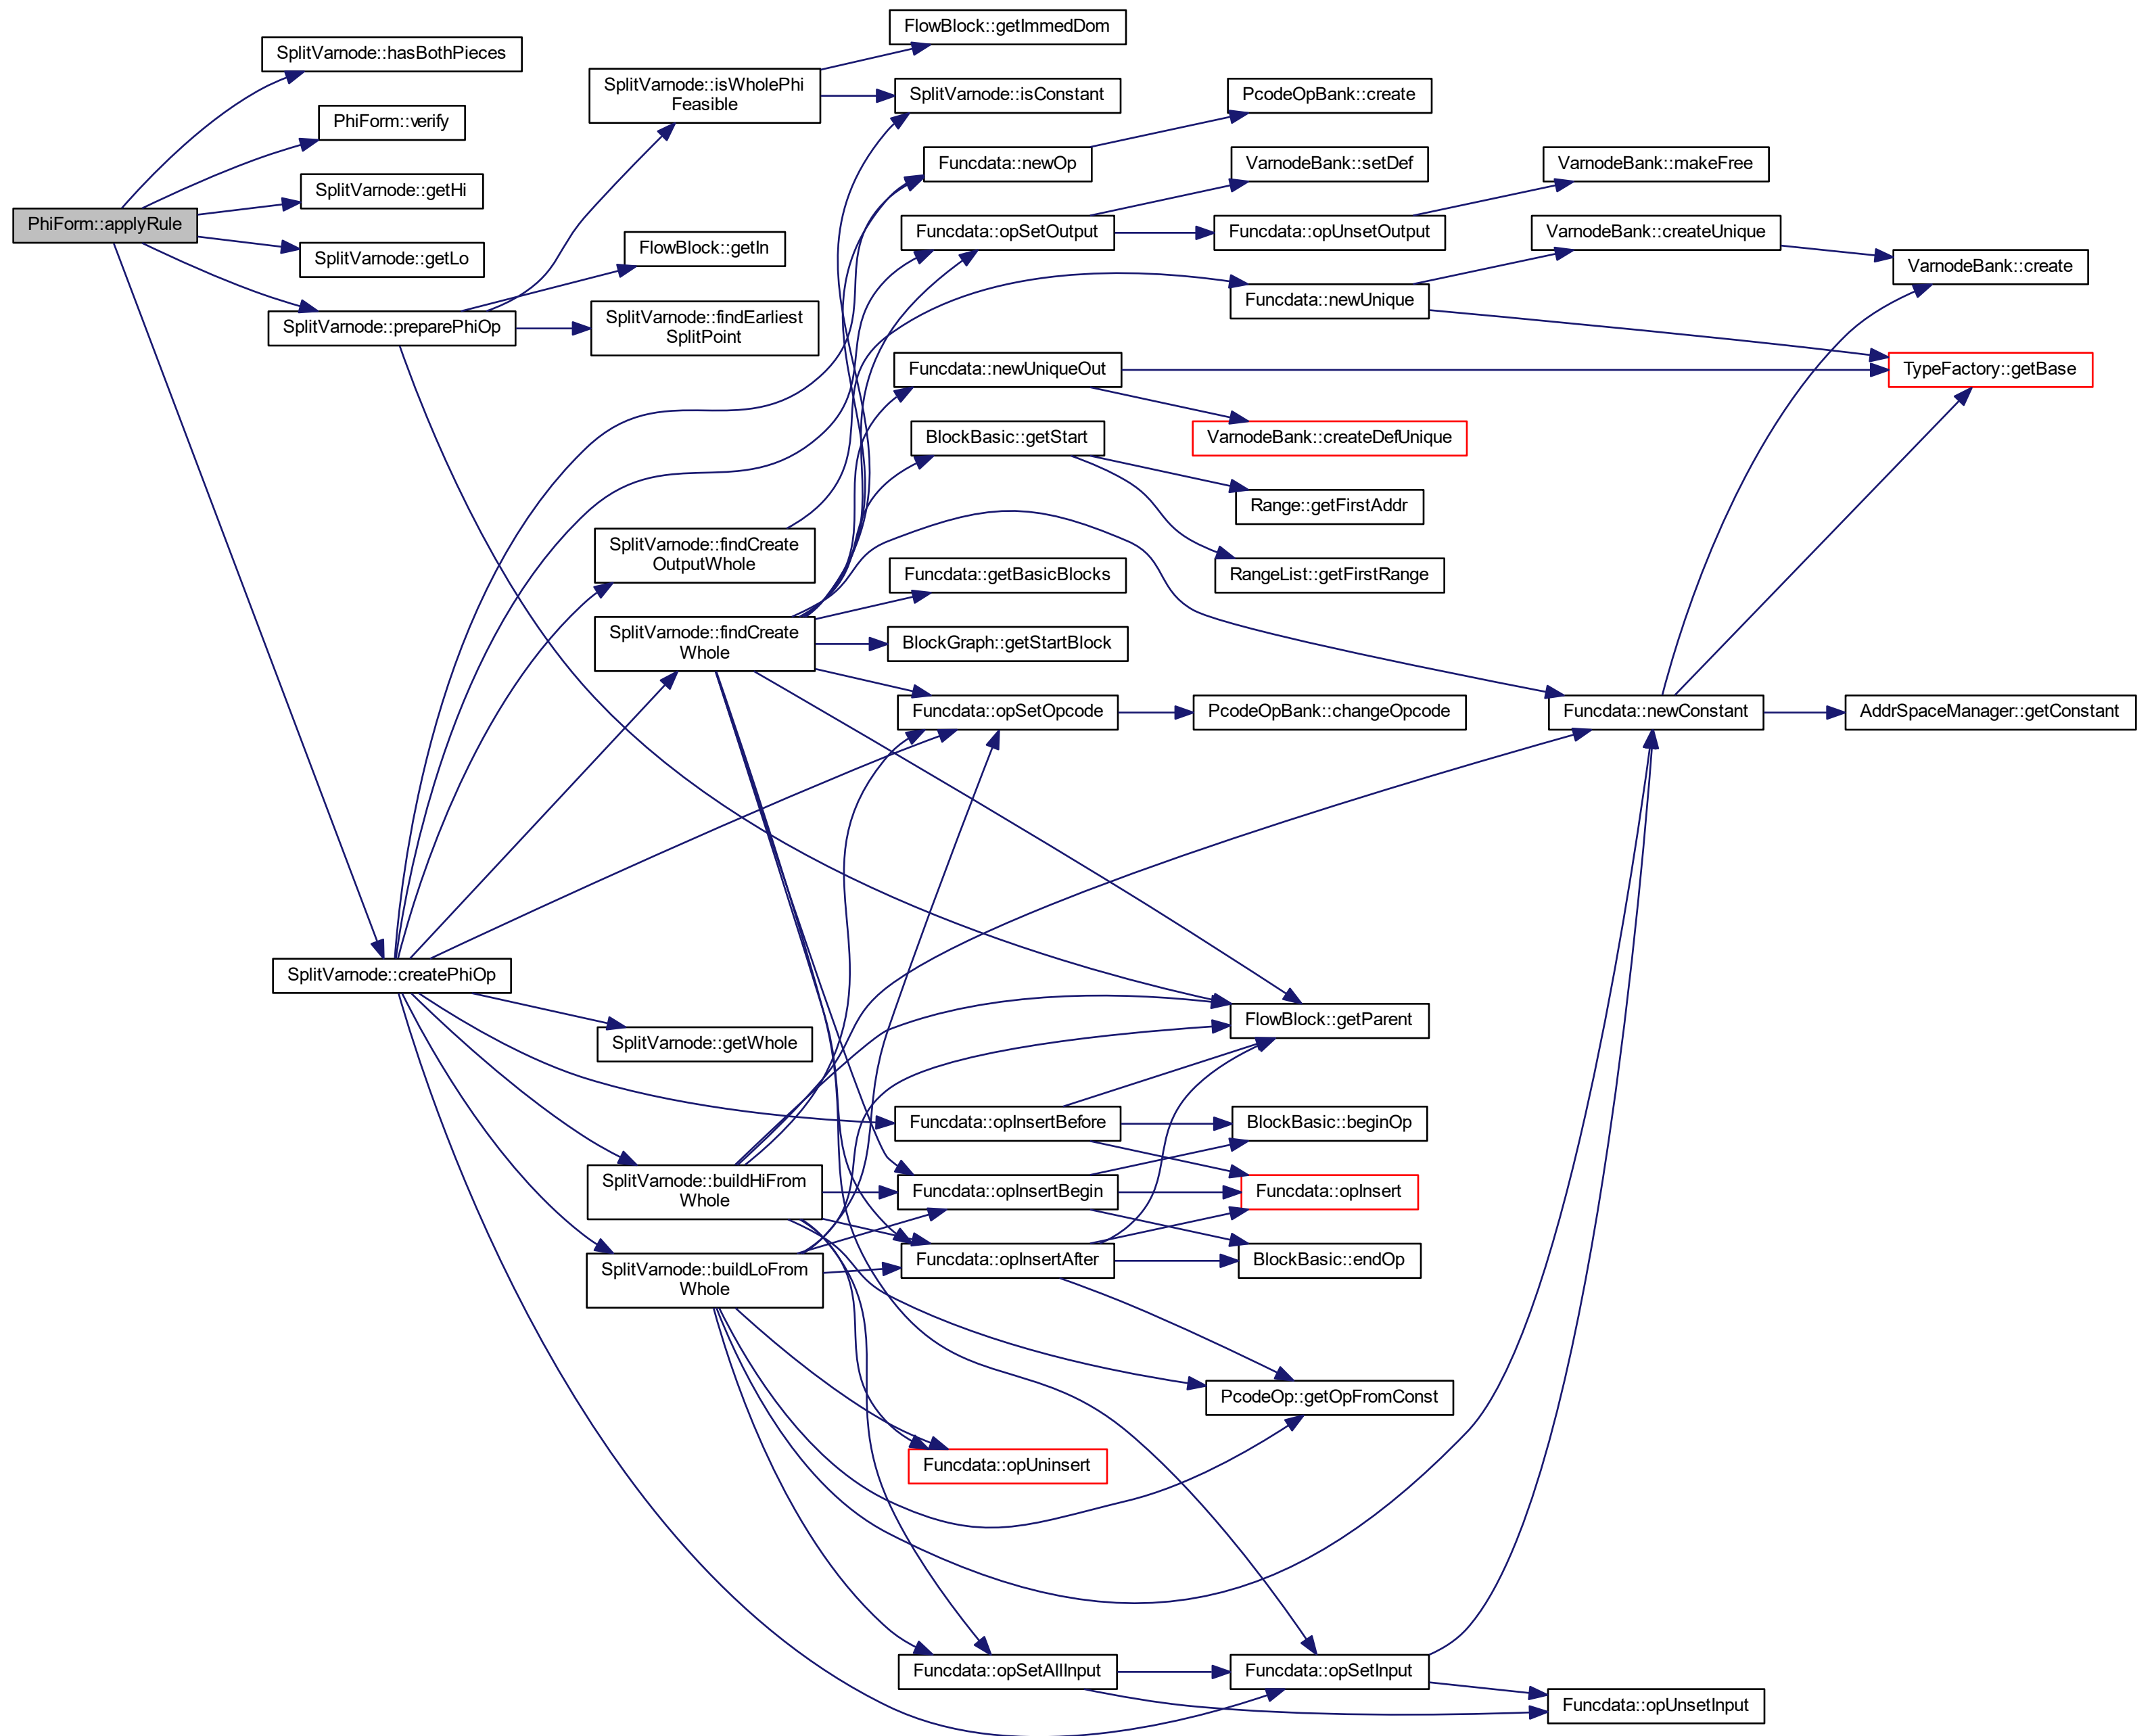 FlowBlock::getImmedDom
SplitVarnode::hasBothPieces
SplitVarnode::isWholePhi
Feasible
SplitVarnode::isConstant
PcodeOpBank::create
PhiForm::verify
Funcdata::newOp
VarnodeBank::setDef
VarnodeBank::makeFree
SplitVarnode::getHi
PhiForm::applyRule
Funcdata::opSetOutput
Funcdata::opUnsetOutput
VarnodeBank::createUnique
FlowBlock::getIn
SplitVarnode::getLo
VarnodeBank::create
Funcdata::newUnique
SplitVarnode::preparePhiOp
SplitVarnode::findEarliest
SplitPoint
Funcdata::newUniqueOut
TypeFactory::getBase
BlockBasic::getStart
VarnodeBank::createDefUnique
Range::getFirstAddr
SplitVarnode::findCreate
OutputWhole
Funcdata::getBasicBlocks
RangeList::getFirstRange
SplitVarnode::findCreate
Whole
BlockGraph::getStartBlock
Funcdata::opSetOpcode
PcodeOpBank::changeOpcode
Funcdata::newConstant
AddrSpaceManager::getConstant
SplitVarnode::createPhiOp
SplitVarnode::getWhole
FlowBlock::getParent
Funcdata::opInsertBefore
BlockBasic::beginOp
SplitVarnode::buildHiFrom
Whole
Funcdata::opInsertBegin
Funcdata::opInsert
SplitVarnode::buildLoFrom
Whole
Funcdata::opInsertAfter
BlockBasic::endOp
PcodeOp::getOpFromConst
Funcdata::opUninsert
Funcdata::opSetAllInput
Funcdata::opSetInput
Funcdata::opUnsetInput